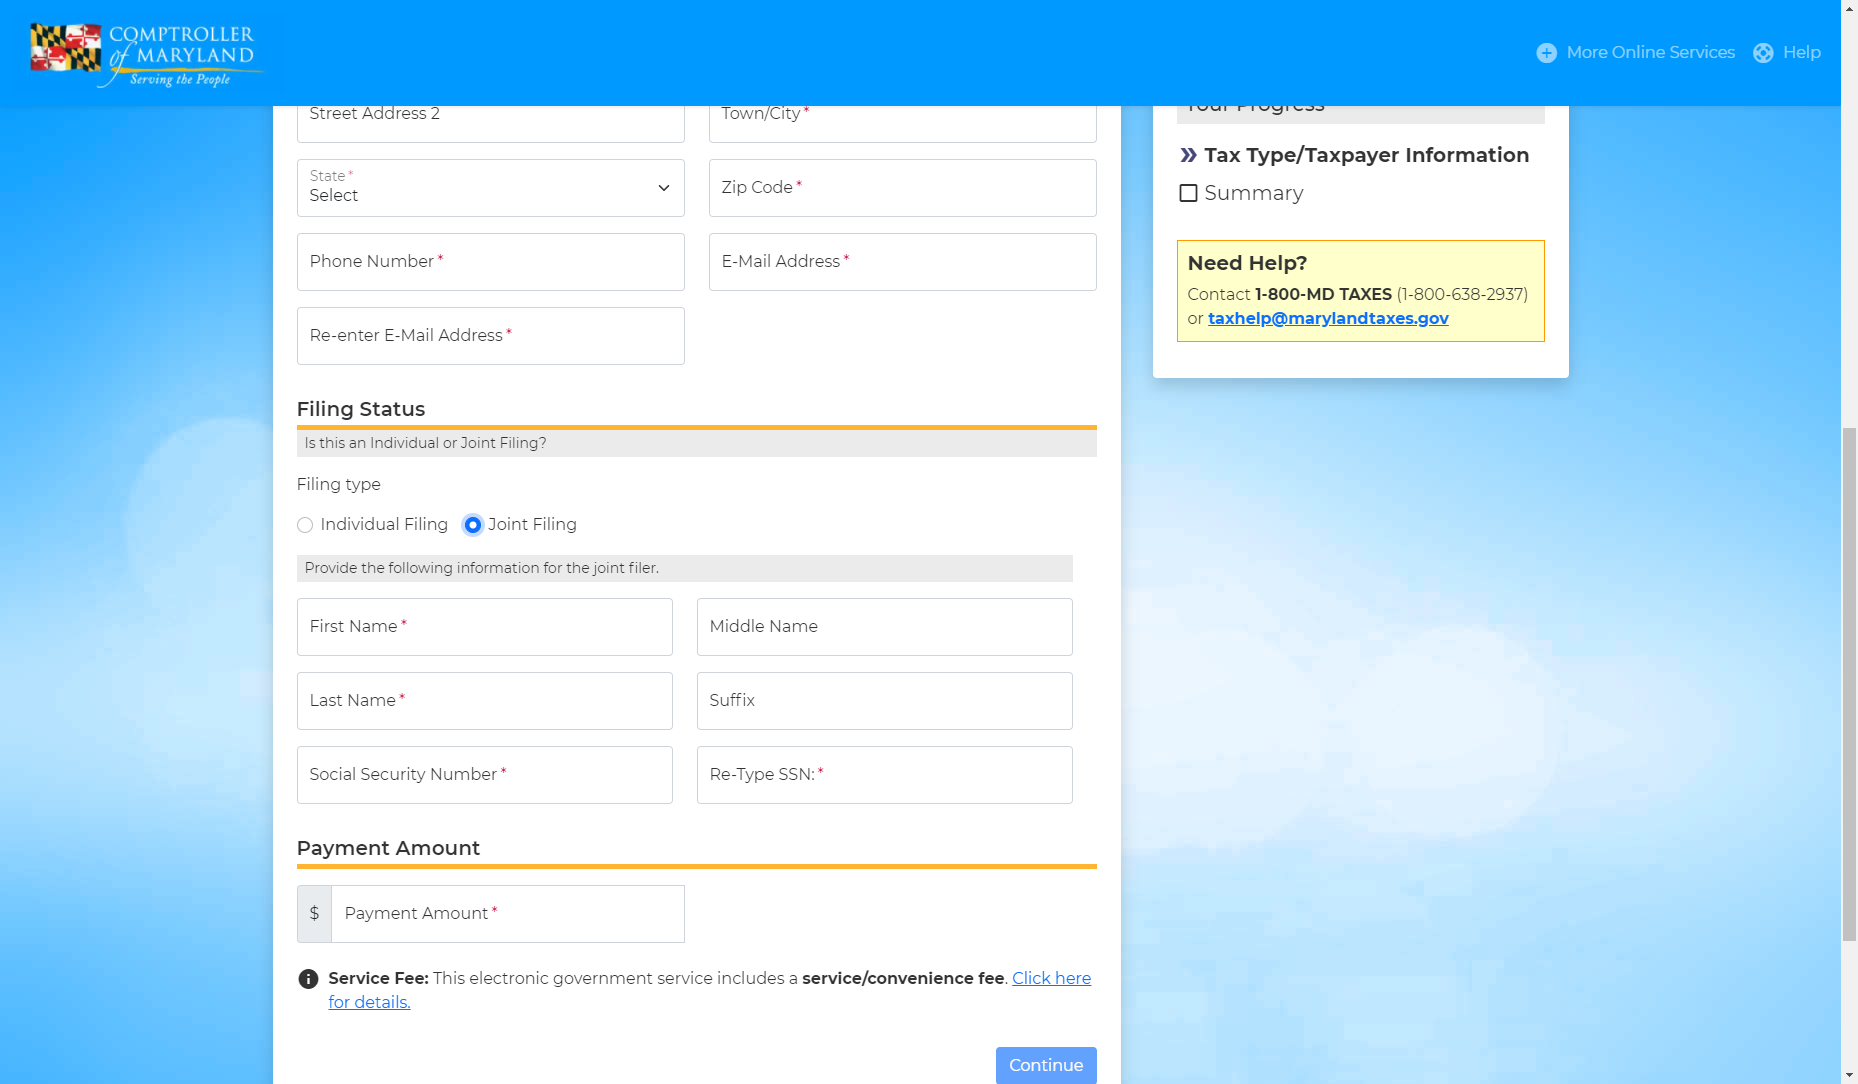 COMPTROLLER
of MARYLAND
Serving the People
More Online Services
Help
Street Address 2
Town/City*
Your Progress
State*
Select
Zip Code*
Tax Type/Taxpayer Information
Summary
Phone Number*
E-Mail Address*
Need Help?
Contact 1-800-MD TAXES (1-800-638-2937)
or taxhelp@marylandtaxes.gov
Re-enter E-Mail Address*
Filing Status
Is this an Individual or Joint Filing?
Filing type
Individual Filing
Joint Filing
Provide the following information for the joint filer.
First Name*
Middle Name
Last Name*
Suffix
Social Security Number*
Re-Type SSN:*
Payment Amount
$
Payment Amount*
Service Fee: This electronic government service includes a service/convenience fee. Click here
for details.
Continue